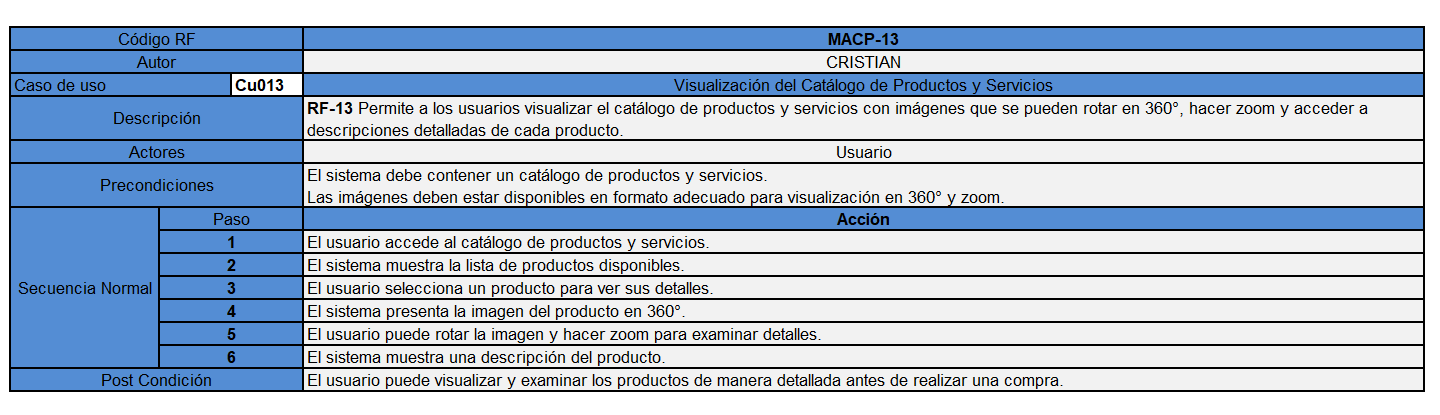 Código RF MACP-13
Autor CRISTIAN
Caso de uso Cu013 Visualización del Catálogo de Productos y Servicios
Descripción
RF-13 Permite a los usuarios visualizar el catálogo de productos y servicios con imágenes que se pueden rotar en 360°, hacer zoom y acceder a
descripciones detalladas de cada producto.
Actores Usuario
Precondiciones
El sistema debe contener un catálogo de productos y servicios.
Las imágenes deben estar disponibles en formato adecuado para visualización en 360° y zoom.
Secuencia Normal
Paso Acción
1 El usuario accede al catálogo de productos y servicios.
2 El sistema muestra la lista de productos disponibles.
3 El usuario selecciona un producto para ver sus detalles.
4 El sistema presenta la imagen del producto en 360°.
5 El usuario puede rotar la imagen y hacer zoom para examinar detalles.
6 El sistema muestra una descripción del producto.
Post Condición El usuario puede visualizar y examinar los productos de manera detallada antes de realizar una compra.